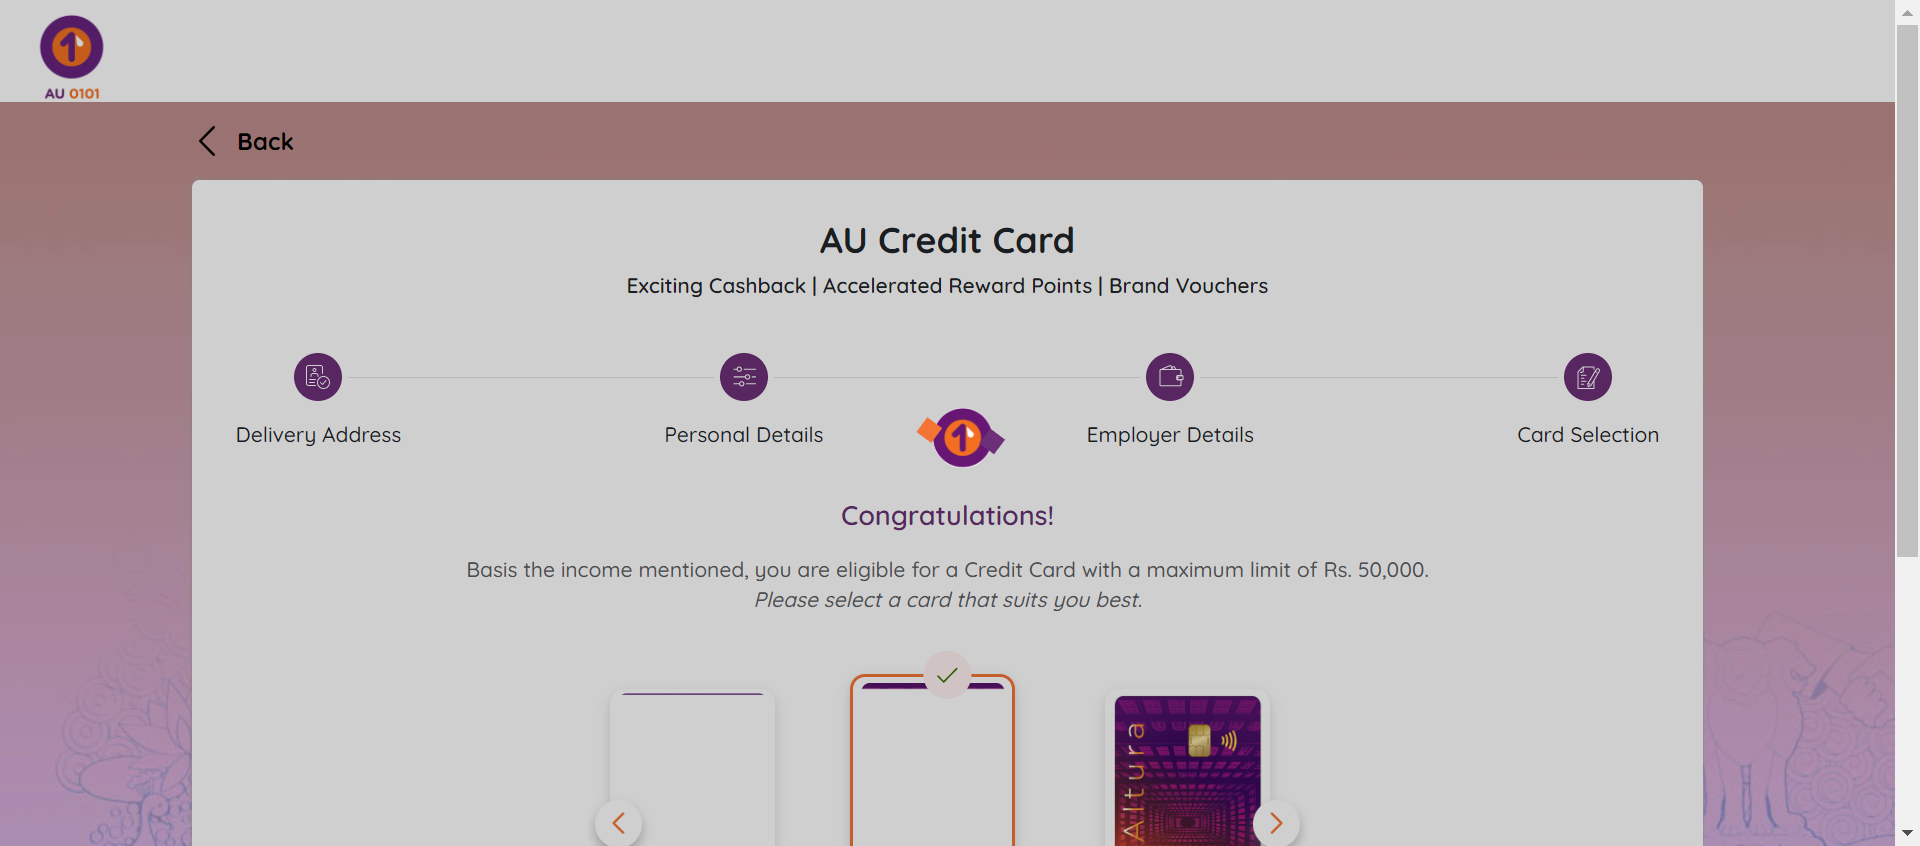 AU 0101
Back
AU Credit Card
Exciting Cashback | Accelerated Reward Points | Brand Vouchers
Delivery Address
Personal Details
Employer Details
Card Selection
Congratulations!
Basis the income mentioned, you are eligible for a Credit Card with a maximum limit of Rs. 50,000.
Please select a card that suits you best.
Altura